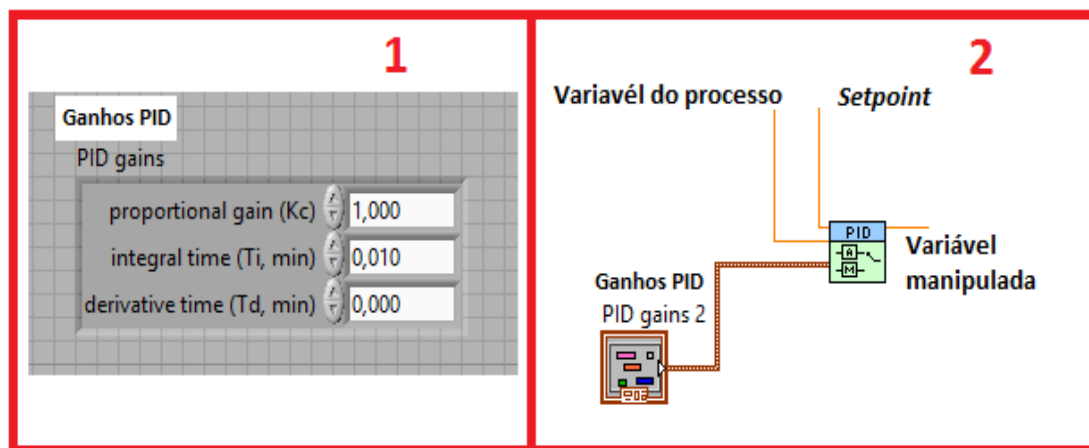 1
Ganhos PID
PID gains
proportional gain (Kc) 1,000
integral time (Ti, min) 0,010
derivative time (Td, min) 0,000
2
Variavél do processo
Setpoint
PID
A
M
Variável
manipulada
Ganhos PID
PID gains 2